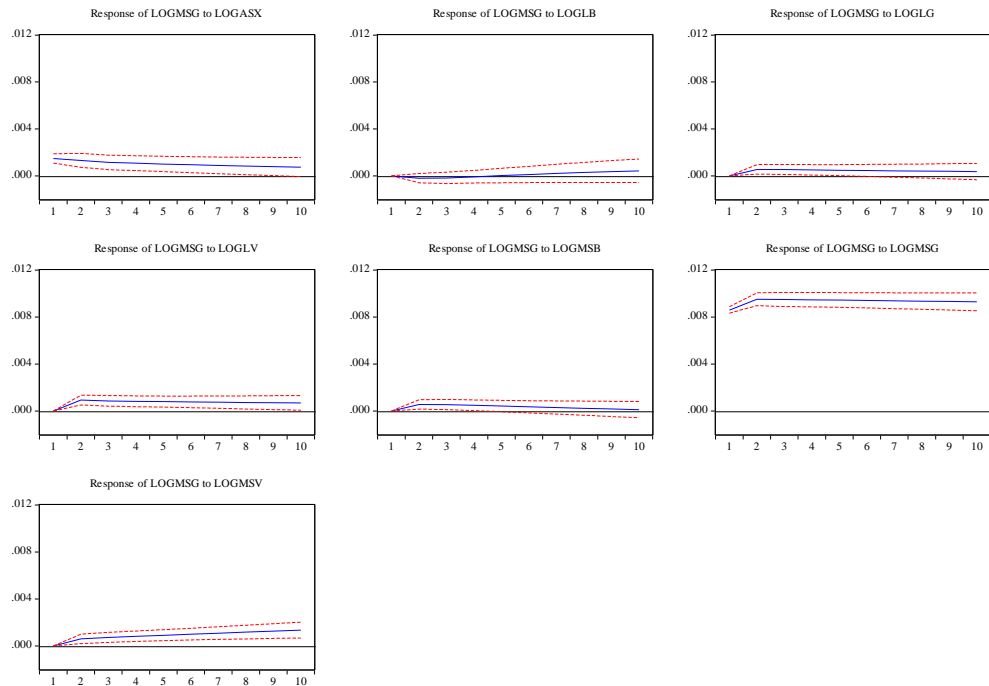 Response of LOGMSG to LOGASX
.012
.008
.004
.000
1 2 3 4 5 6 7 8 9 10
Response of LOGMSG to LOGLB
.012
.008
.004
.000
1 2 3 4 5 6 7 8 9 10
Response of LOGMSG to LOGLG
.012
.008
.004
.000
1 2 3 4 5 6 7 8 9 10
Response of LOGMSG to LOGLV
.012
.008
.004
.000
1 2 3 4 5 6 7 8 9 10
Response of LOGMSG to LOGMSB
.012
.008
.004
.000
1 2 3 4 5 6 7 8 9 10
Response of LOGMSG to LOGMSG
.012
.008
.004
.000
1 2 3 4 5 6 7 8 9 10
Response of LOGMSG to LOGMSV
.012
.008
.004
.000
1 2 3 4 5 6 7 8 9 10